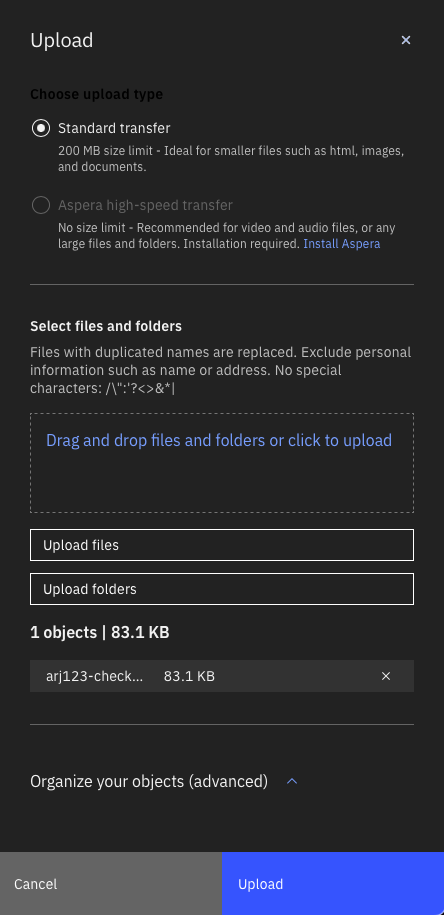 Upload
Choose upload type
Standard transfer
200 MB size limit - Ideal for smaller files such as html, images,
and documents.
Aspera high-speed transfer
No size limit - Recommended for video and audio files, or any
large files and folders. Installation required. Install Aspera
Select files and folders
Files with duplicated names are replaced. Exclude personal
information such as name or address. No special
characters: /\":'?<>&*|
Drag and drop files and folders or click to upload
Upload files
Upload folders
1 objects | 83.1 KB
arj123-check... 83.1 KB
Organize your objects (advanced)
Cancel Upload